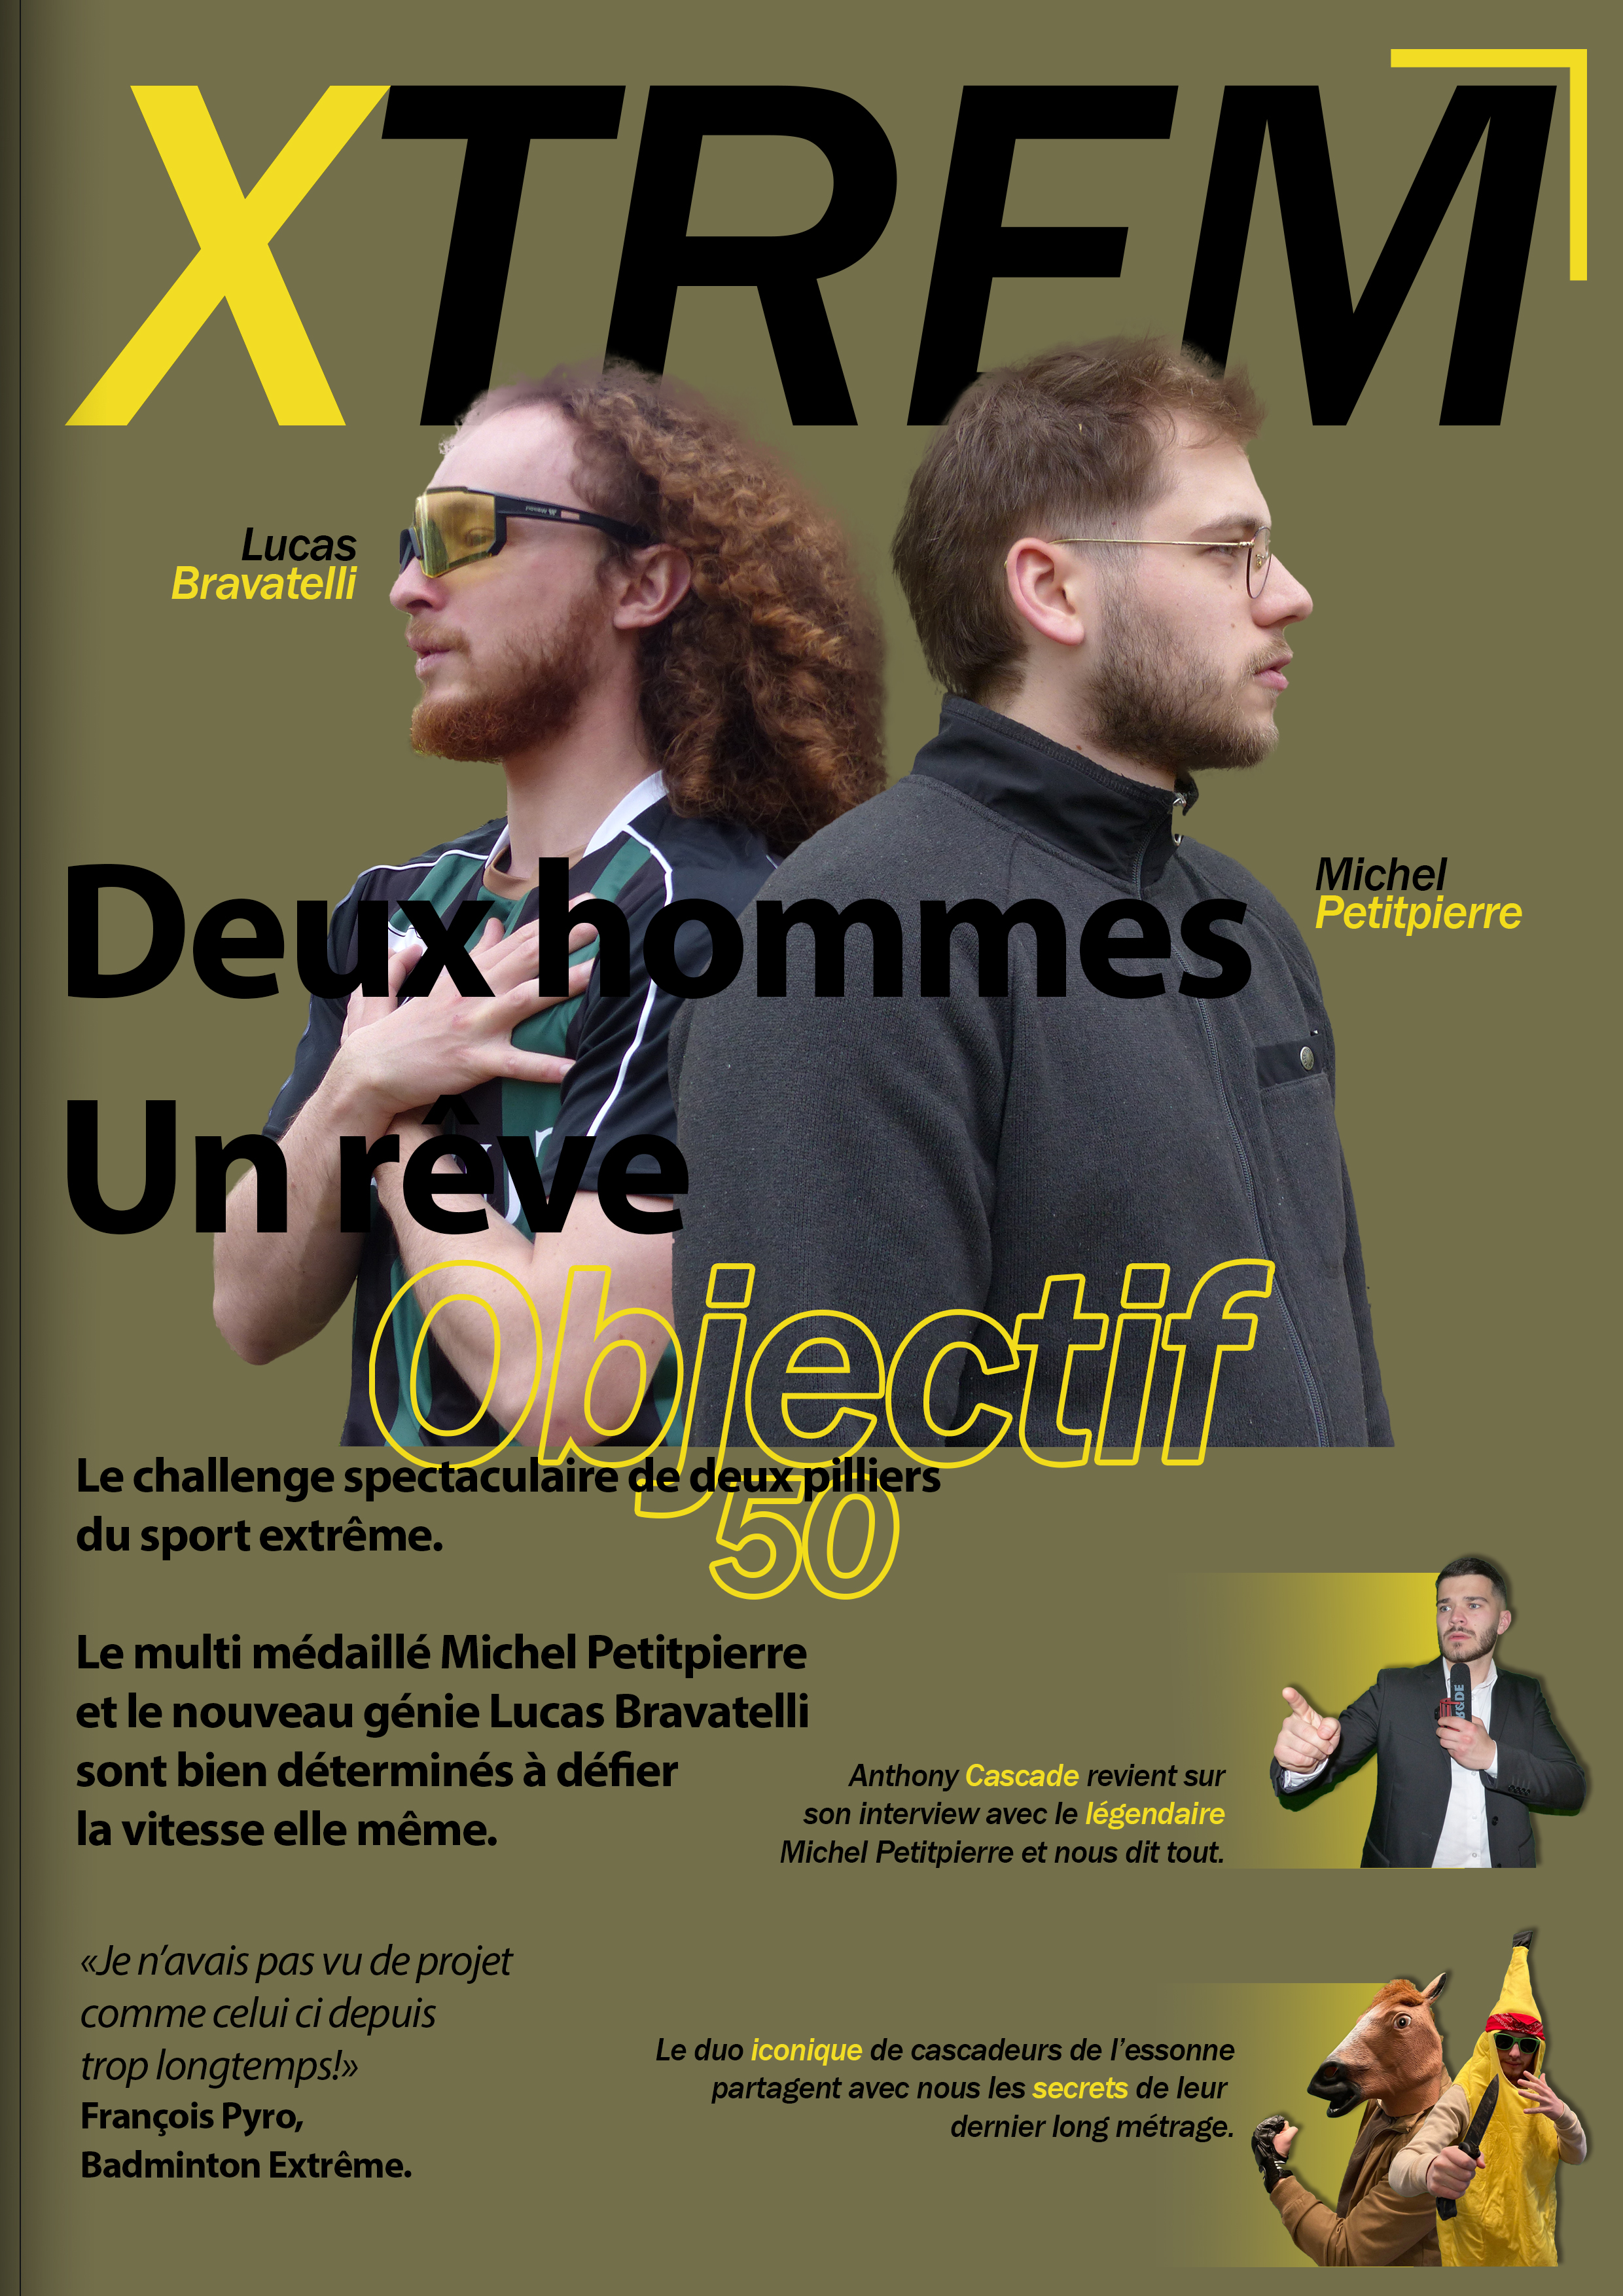 XTREM
Lucas
Bravatelli
Michel
Petitpierre
Deux hommes
Un rêve
Objectif
50
Le challenge spectaculaire de deux pilliers
du sport extrême.
Le multi médaillé Michel Petitpierre
et le nouveau génie Lucas Bravatelli
sont bien déterminés à défier
la vitesse elle même.
Anthony Cascade revient sur
son interview avec le légendaire
Michel Petitpierre et nous dit tout.
«Je n’avais pas vu de projet
comme celui ci depuis
trop longtemps!»
François Pyro,
Badminton Extrême.
Le duo iconique de cascadeurs de l’essonne
partagent avec nous les secrets de leur
dernier long métrage.